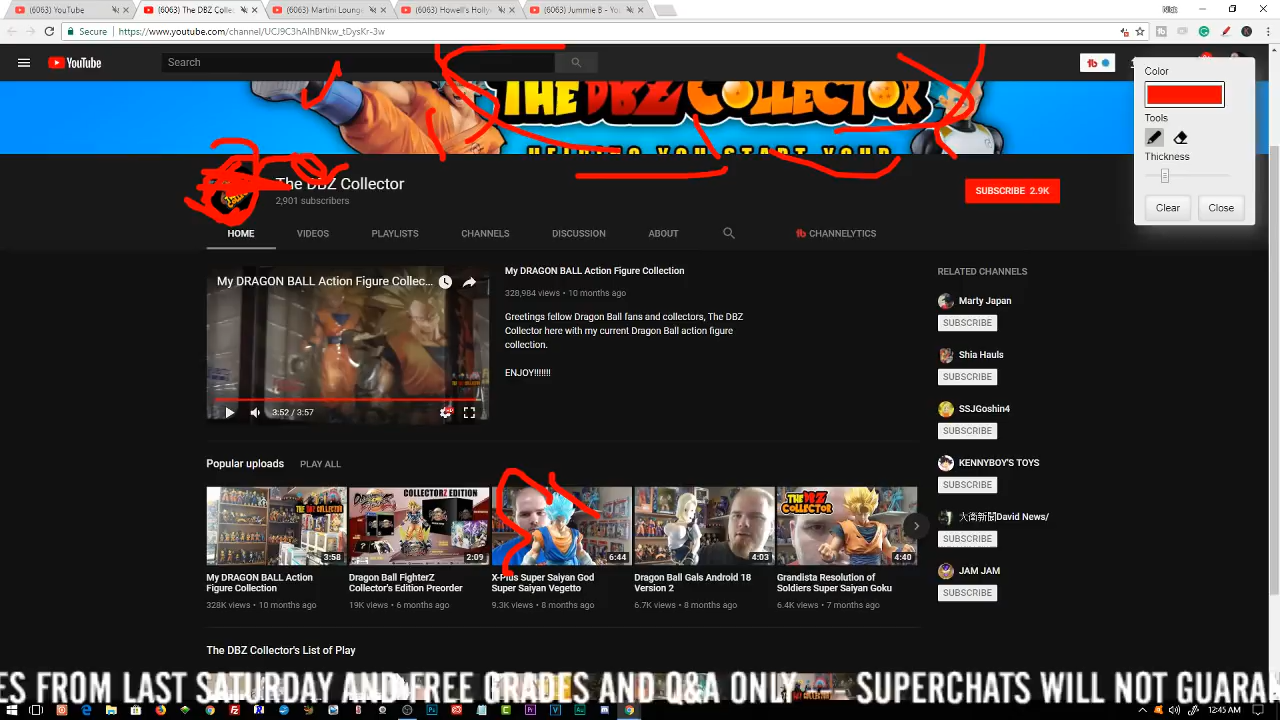 (6063) YouTube
(6063) The DBZ Colle
(6063) Martini Loung
(6063) Howell's Holly
(6063) Jummie B - Yo
Secure
https://www.youtube.com/channel/UCJ9C3hAIhBNkw_tDysKr-3w
YouTube
Search
THE DBZ COLLECTOR
HELPING YOU START YOUR
Color
Tools
Thickness
Clear
Close
The DBZ Collector
2,901 subscribers
SUBSCRIBE 2.9K
HOME
VIDEOS
PLAYLISTS
CHANNELS
DISCUSSION
ABOUT
CHANNELYTICS
My DRAGON BALL Action Figure Collec...
3:52 / 3:57
My DRAGON BALL Action Figure Collection
328,984 views • 10 months ago
Greetings fellow Dragon Ball fans and collectors, The DBZ
Collector here with my current Dragon Ball action figure
collection.
ENJOY!!!!!!!
RELATED CHANNELS
Marty Japan
SUBSCRIBE
Shia Hauls
SUBSCRIBE
SSJGoshin4
SUBSCRIBE
KENNYBOY'S TOYS
SUBSCRIBE
David News/
SUBSCRIBE
JAM JAM
SUBSCRIBE
Popular uploads
PLAY ALL
3:58
COLLECTORZ EDITION
2:09
6:44
4:03
THE DBZ COLLECTOR
4:40
My DRAGON BALL Action
Figure Collection
328K views • 10 months ago
Dragon Ball FighterZ
Collector's Edition Preorder
19K views • 6 months ago
X-Plus Super Saiyan God
Super Saiyan Vegetto
9.3K views • 8 months ago
Dragon Ball Gals Android 18
Version 2
6.7K views • 8 months ago
Grandista Resolution of
Soldiers Super Saiyan Goku
6.4K views • 7 months ago
The DBZ Collector's List of Play
ES FROM LAST SATURDAY AND FREE GRADES AND Q&A ONLY --- SUPERCHATS WILL NOT GUARA
12:45 AM